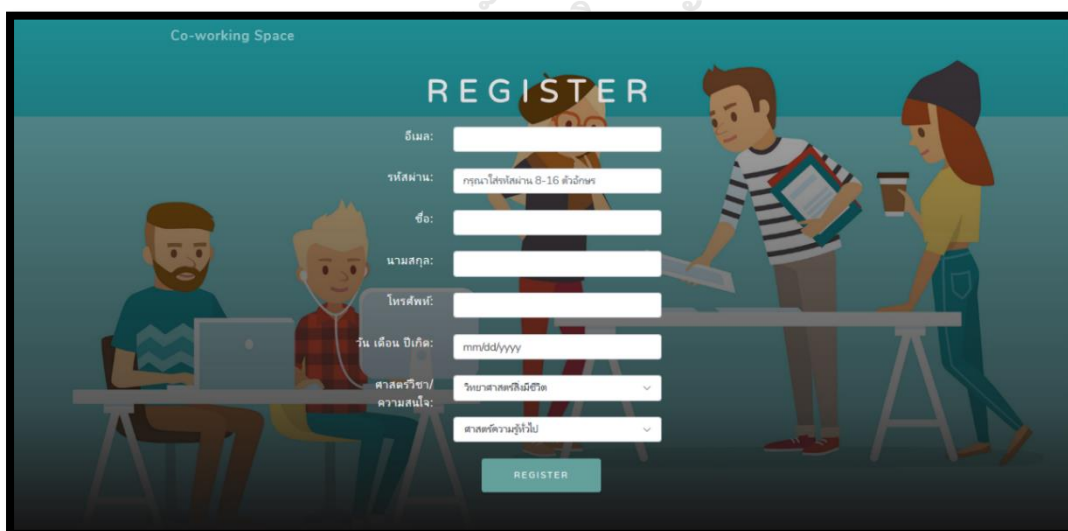 Co-working Space
REGISTER
อีเมล:
รหัสผ่าน:
กรุณาใส่รหัสผ่าน 8-16 ตัวอักษร
ชื่อ:
นามสกุล:
โทรศัพท์:
วัน เดือน ปีเกิด:
mm/dd/yyyy
ศาสตร์วิชา/
ความสนใจ:
วิทยาศาสตร์สิ่งมีชีวิต
ศาสตร์ความรู้ทั่วไป
REGISTER